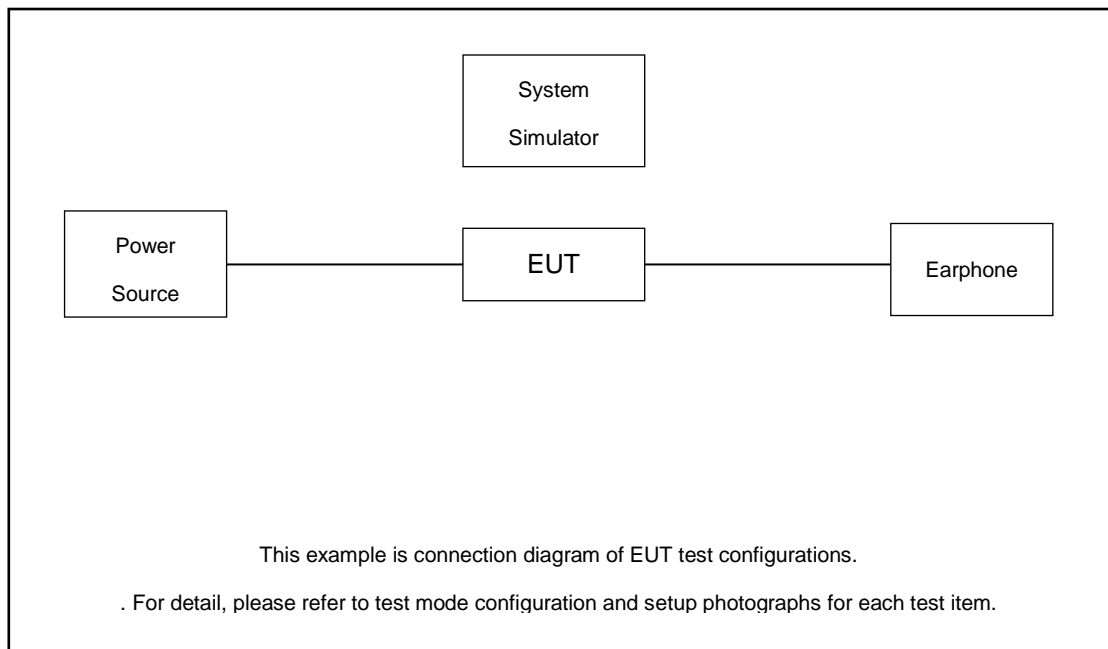 System
Simulator
Power
Source
EUT
Earphone
This example is connection diagram of EUT test configurations.
. For detail, please refer to test mode configuration and setup photographs for each test item.